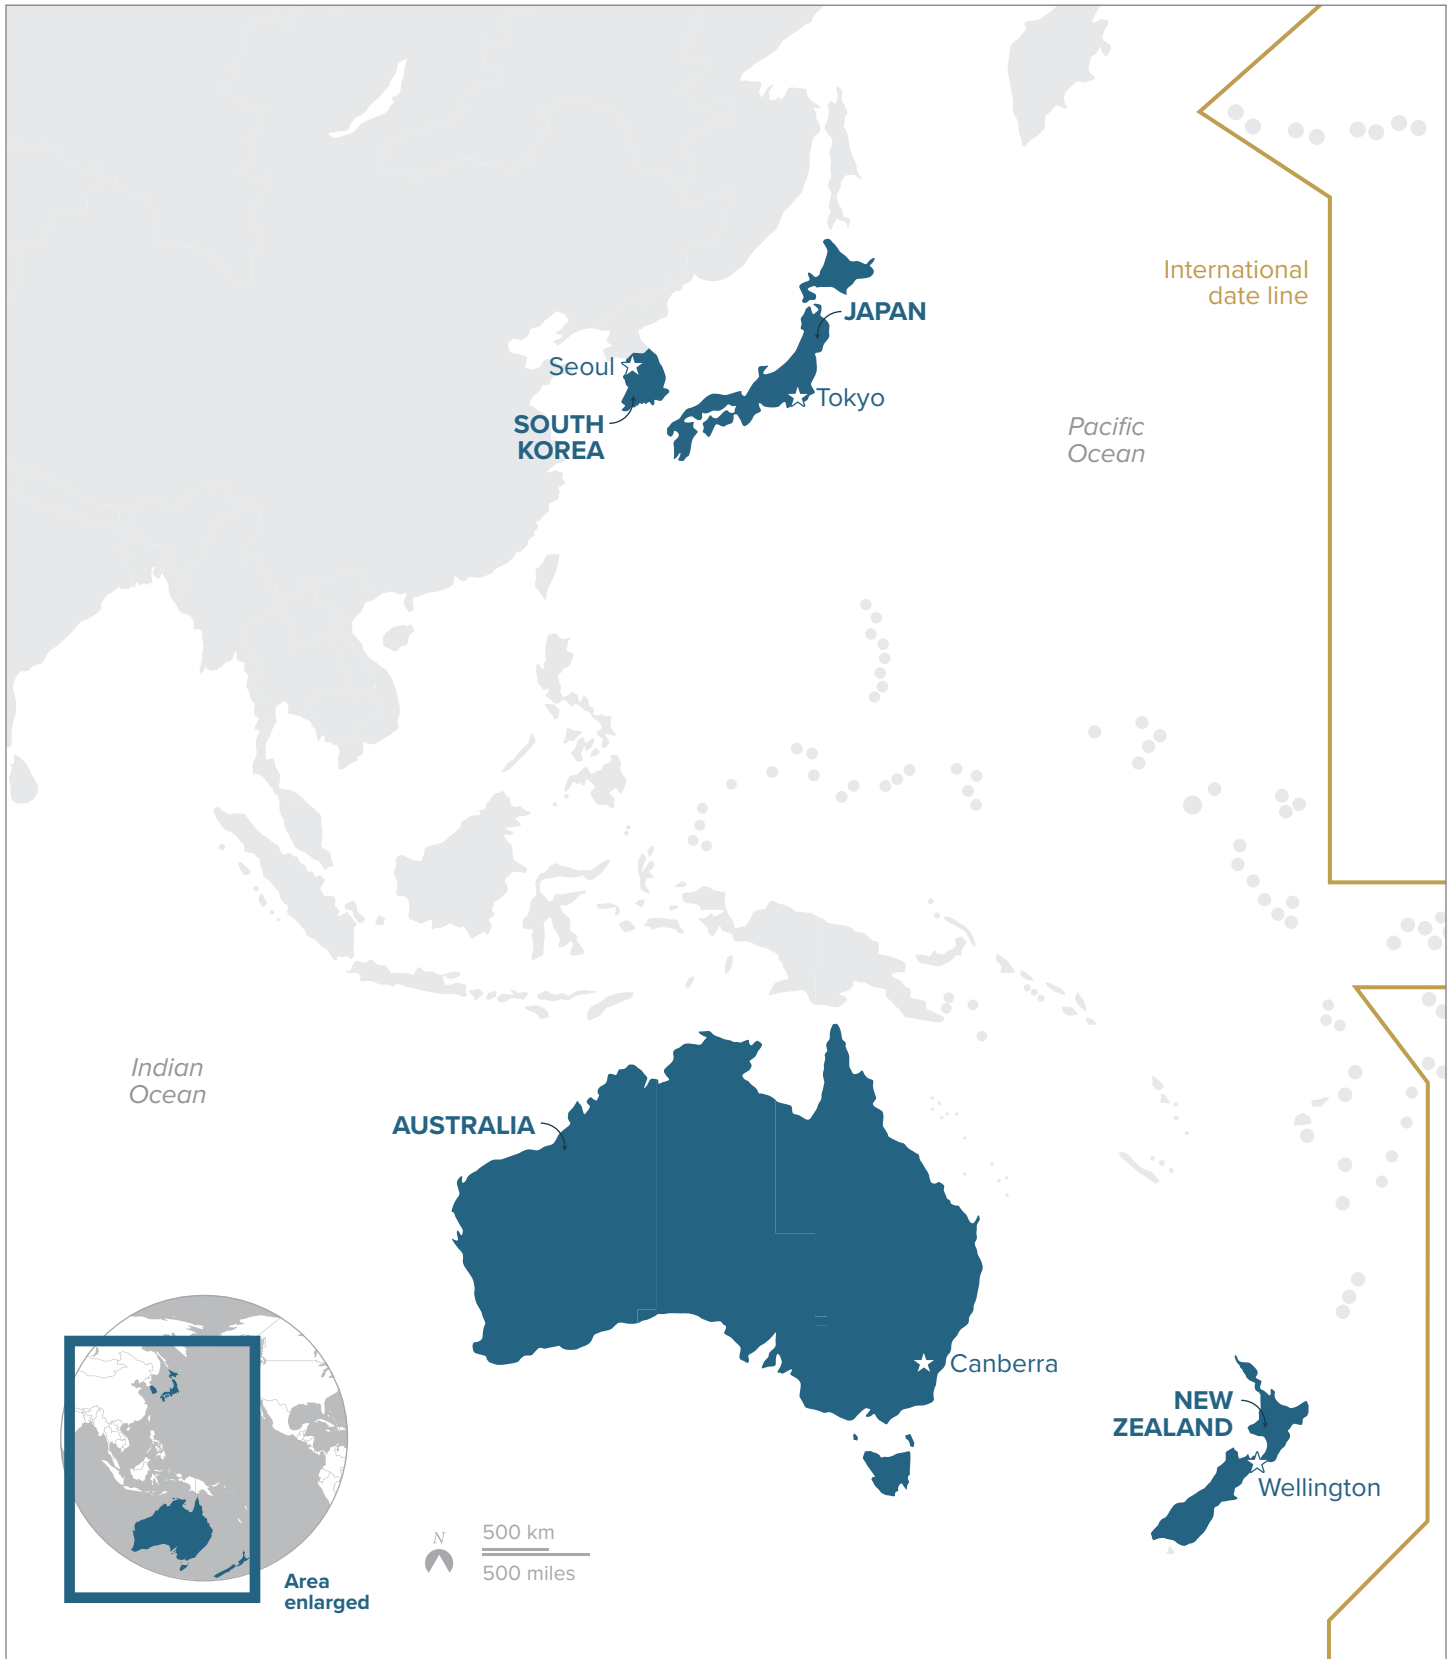 International
date line
JAPAN
Seoul
Tokyo
SOUTH
KOREA
Pacific
Ocean
Indian
Ocean
AUSTRALIA
Canberra
NEW
ZEALAND
Wellington
N
500 km
500 miles
Area
enlarged